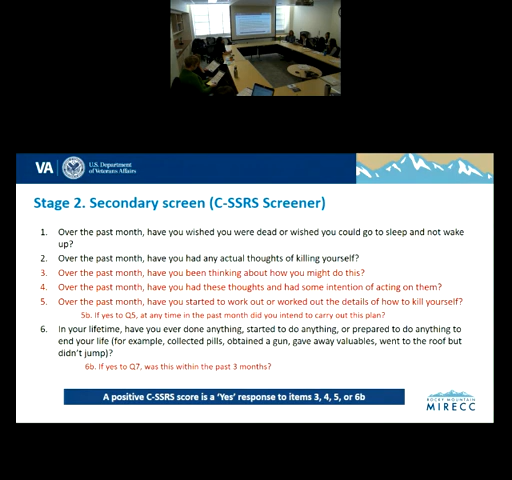 VA
U.S. Department
of Veterans Affairs
Stage 2. Secondary screen (C-SSRS Screener)
1. Over the past month, have you wished you were dead or wished you could go to sleep and not wake
up?
2. Over the past month, have you had any actual thoughts of killing yourself?
3. Over the past month, have you been thinking about how you might do this?
4. Over the past month, have you had these thoughts and had some intention of acting on them?
5. Over the past month, have you started to work out or worked out the details of how to kill yourself?
5b. If yes to Q5, at any time in the past month did you intend to carry out this plan?
6. In your lifetime, have you ever done anything, started to do anything, or prepared to do anything to
end your life (for example, collected pills, obtained a gun, gave away valuables, went to the roof but
didn't jump)?
6b. If yes to Q7, was this within the past 3 months?
A positive C-SSRS score is a 'Yes' response to items 3, 4, 5, or 6b
ROCKY MOUNTAIN
MIRECC